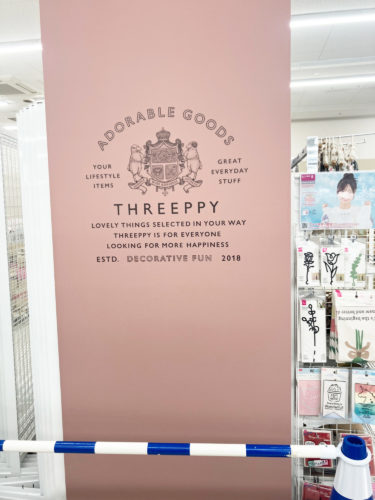 ADORABLE GOODS
YOUR
LIFESTYLE
ITEMS
GREAT
EVERYDAY
STUFF
THREEPPY
LOVELY THINGS SELECTED IN YOUR WAY
THREEPPY IS FOR EVERYONE
LOOKING FOR MORE HAPPINESS
ESTD. DECORATIVE FUN 2018